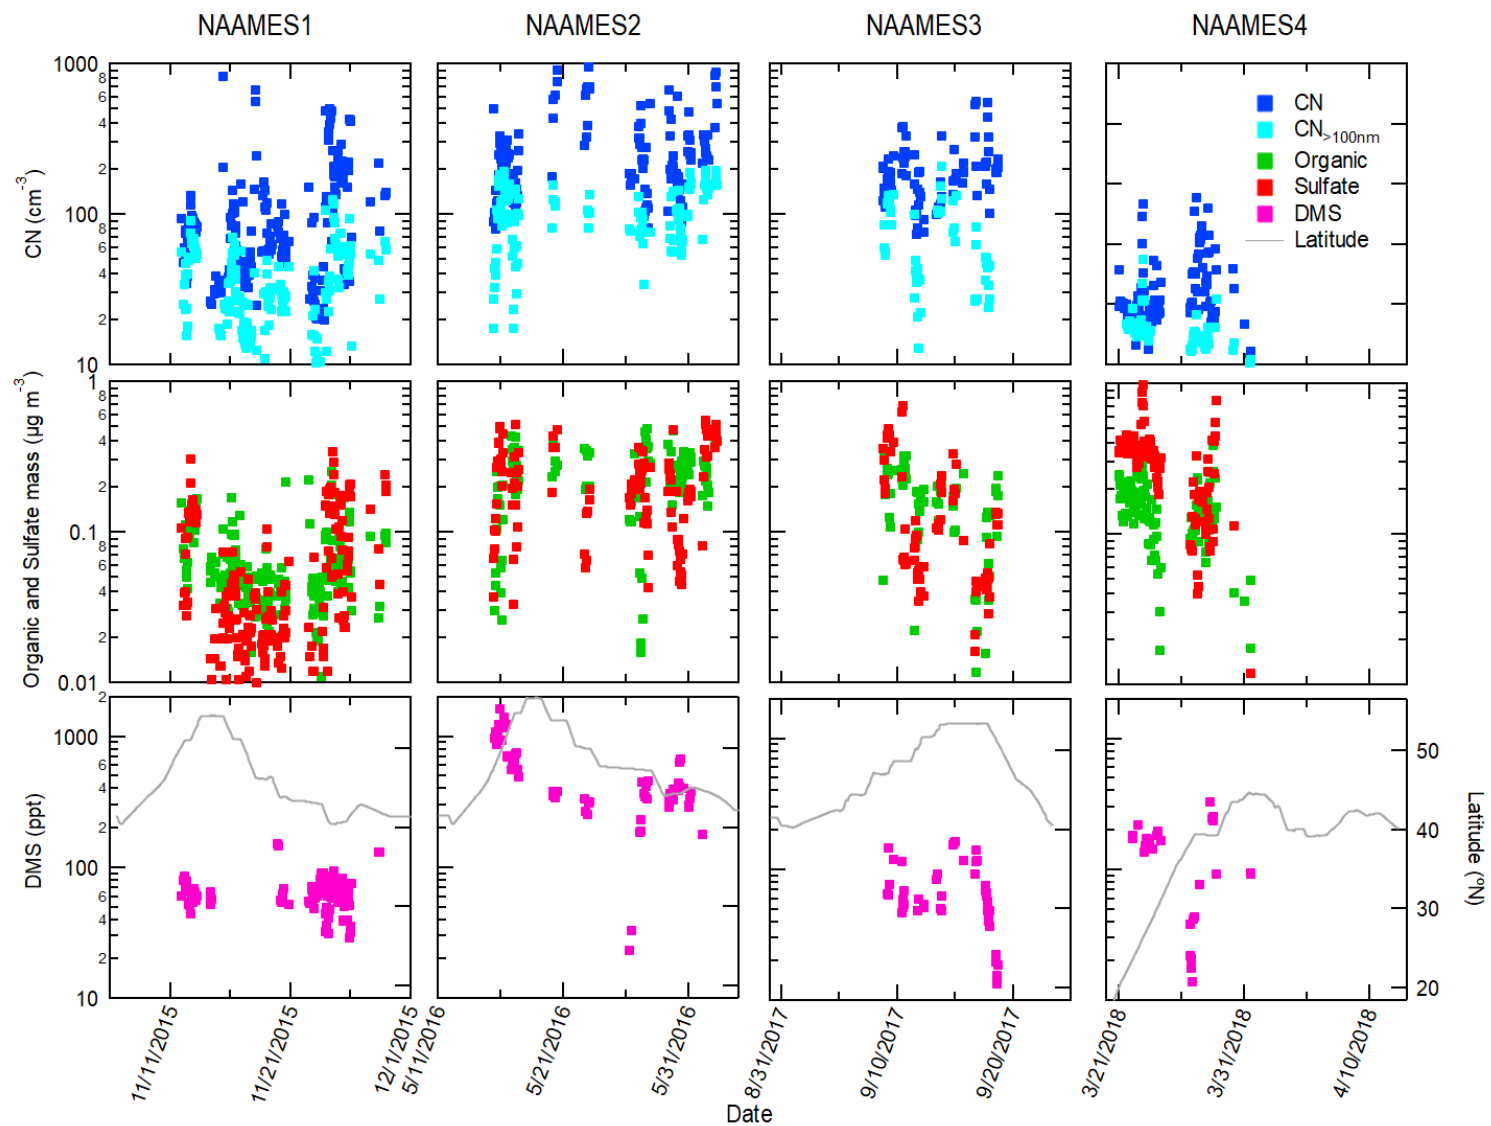 NAAMES1 NAAMES2 NAAMES3 NAAMES4
CN (cm-3)
1000
8
6
4
2
100
8
6
4
2
10
CN
CN>100nm
Organic
Sulfate
DMS
Latitude
Organic and Sulfate mass (µg m-3)
1
8
6
4
2
0.1
8
6
4
2
0.01
DMS (ppt)
2
1000
8
6
4
2
100
8
6
4
2
10
50
40
30
20
Latitude (ºN)
11/11/2015 11/21/2015 12/1/2015 5/11/2016 5/21/2016 5/31/2016 8/31/2017 9/10/2017 9/20/2017 3/21/2018 3/31/2018 4/10/2018
Date